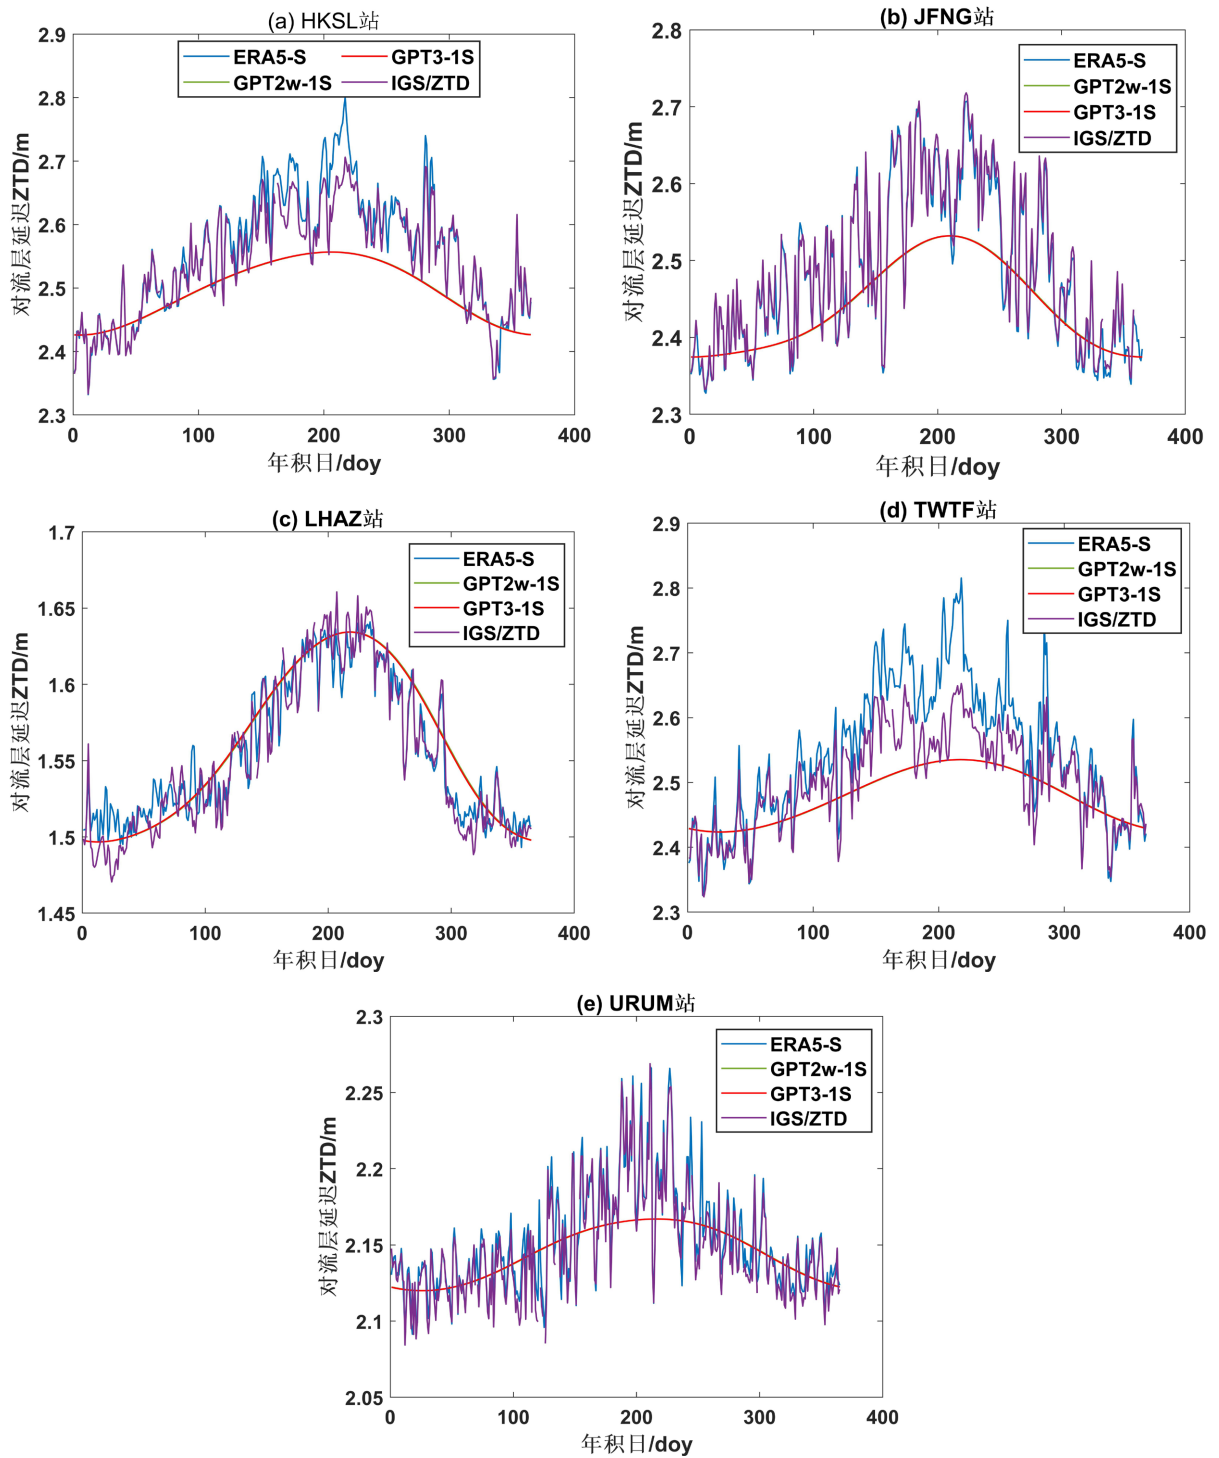 (a) HKSL站
2.9
2.8
2.7
2.6
2.5
2.4
2.3
对流层延迟ZTD/m
ERA5-S
GPT3-1S
GPT2w-1S
IGS/ZTD
0
100
200
300
400
年积日/doy
(b) JFNG站
2.8
2.7
2.6
2.5
2.4
2.3
对流层延迟ZTD/m
ERA5-S
GPT2w-1S
GPT3-1S
IGS/ZTD
0
100
200
300
400
年积日/doy
(c) LHAZ站
1.7
1.65
1.6
1.55
1.5
1.45
对流层延迟ZTD/m
ERA5-S
GPT2w-1S
GPT3-1S
IGS/ZTD
0
100
200
300
400
年积日/doy
(d) TWTF站
2.9
2.8
2.7
2.6
2.5
2.4
2.3
对流层延迟ZTD/m
ERA5-S
GPT2w-1S
GPT3-1S
IGS/ZTD
0
100
200
300
400
年积日/doy
(e) URUM站
2.3
2.25
2.2
2.15
2.1
2.05
对流层延迟ZTD/m
ERA5-S
GPT2w-1S
GPT3-1S
IGS/ZTD
0
100
200
300
400
年积日/doy